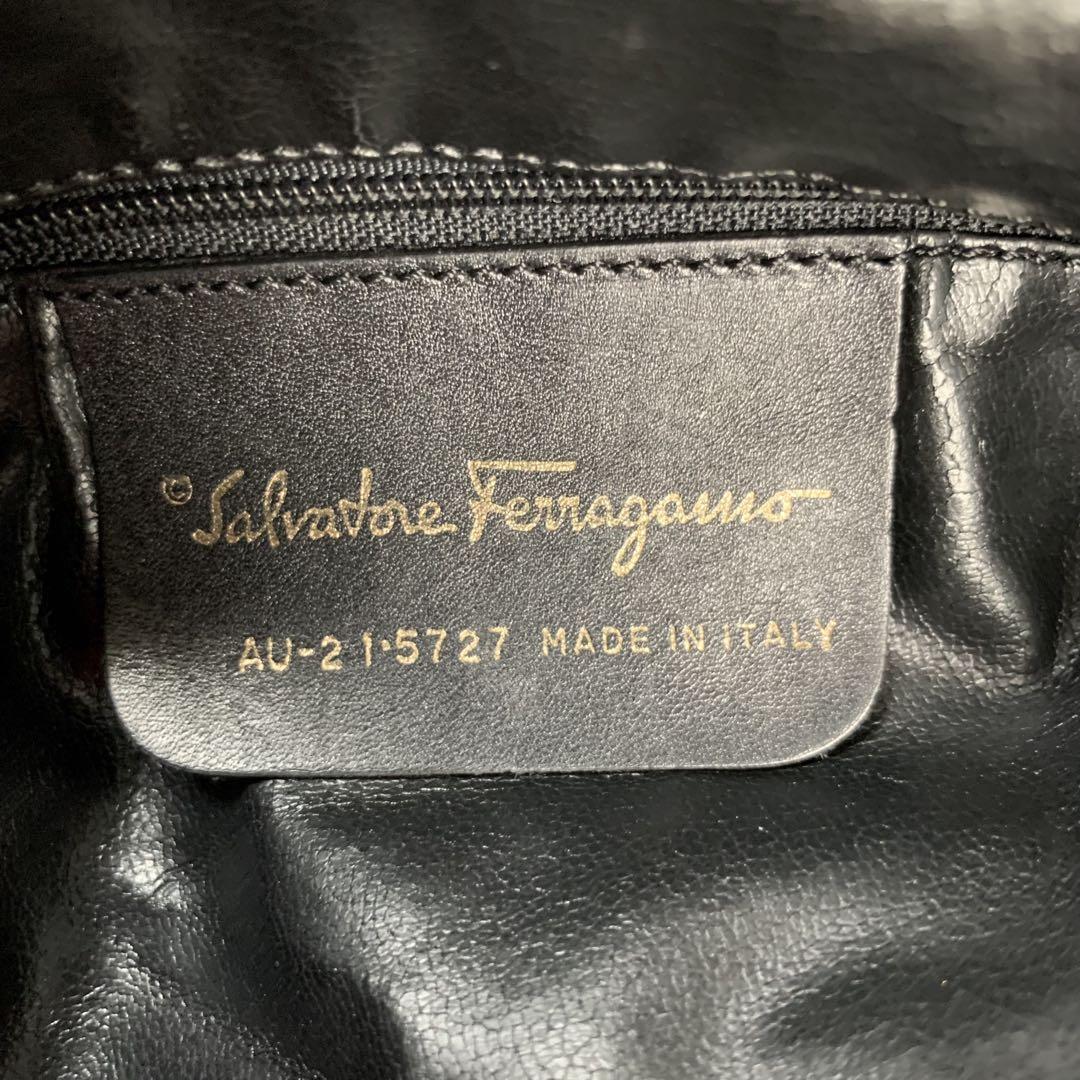 © Salvatore Ferragamo
AU-21·5727 MADE IN ITALY